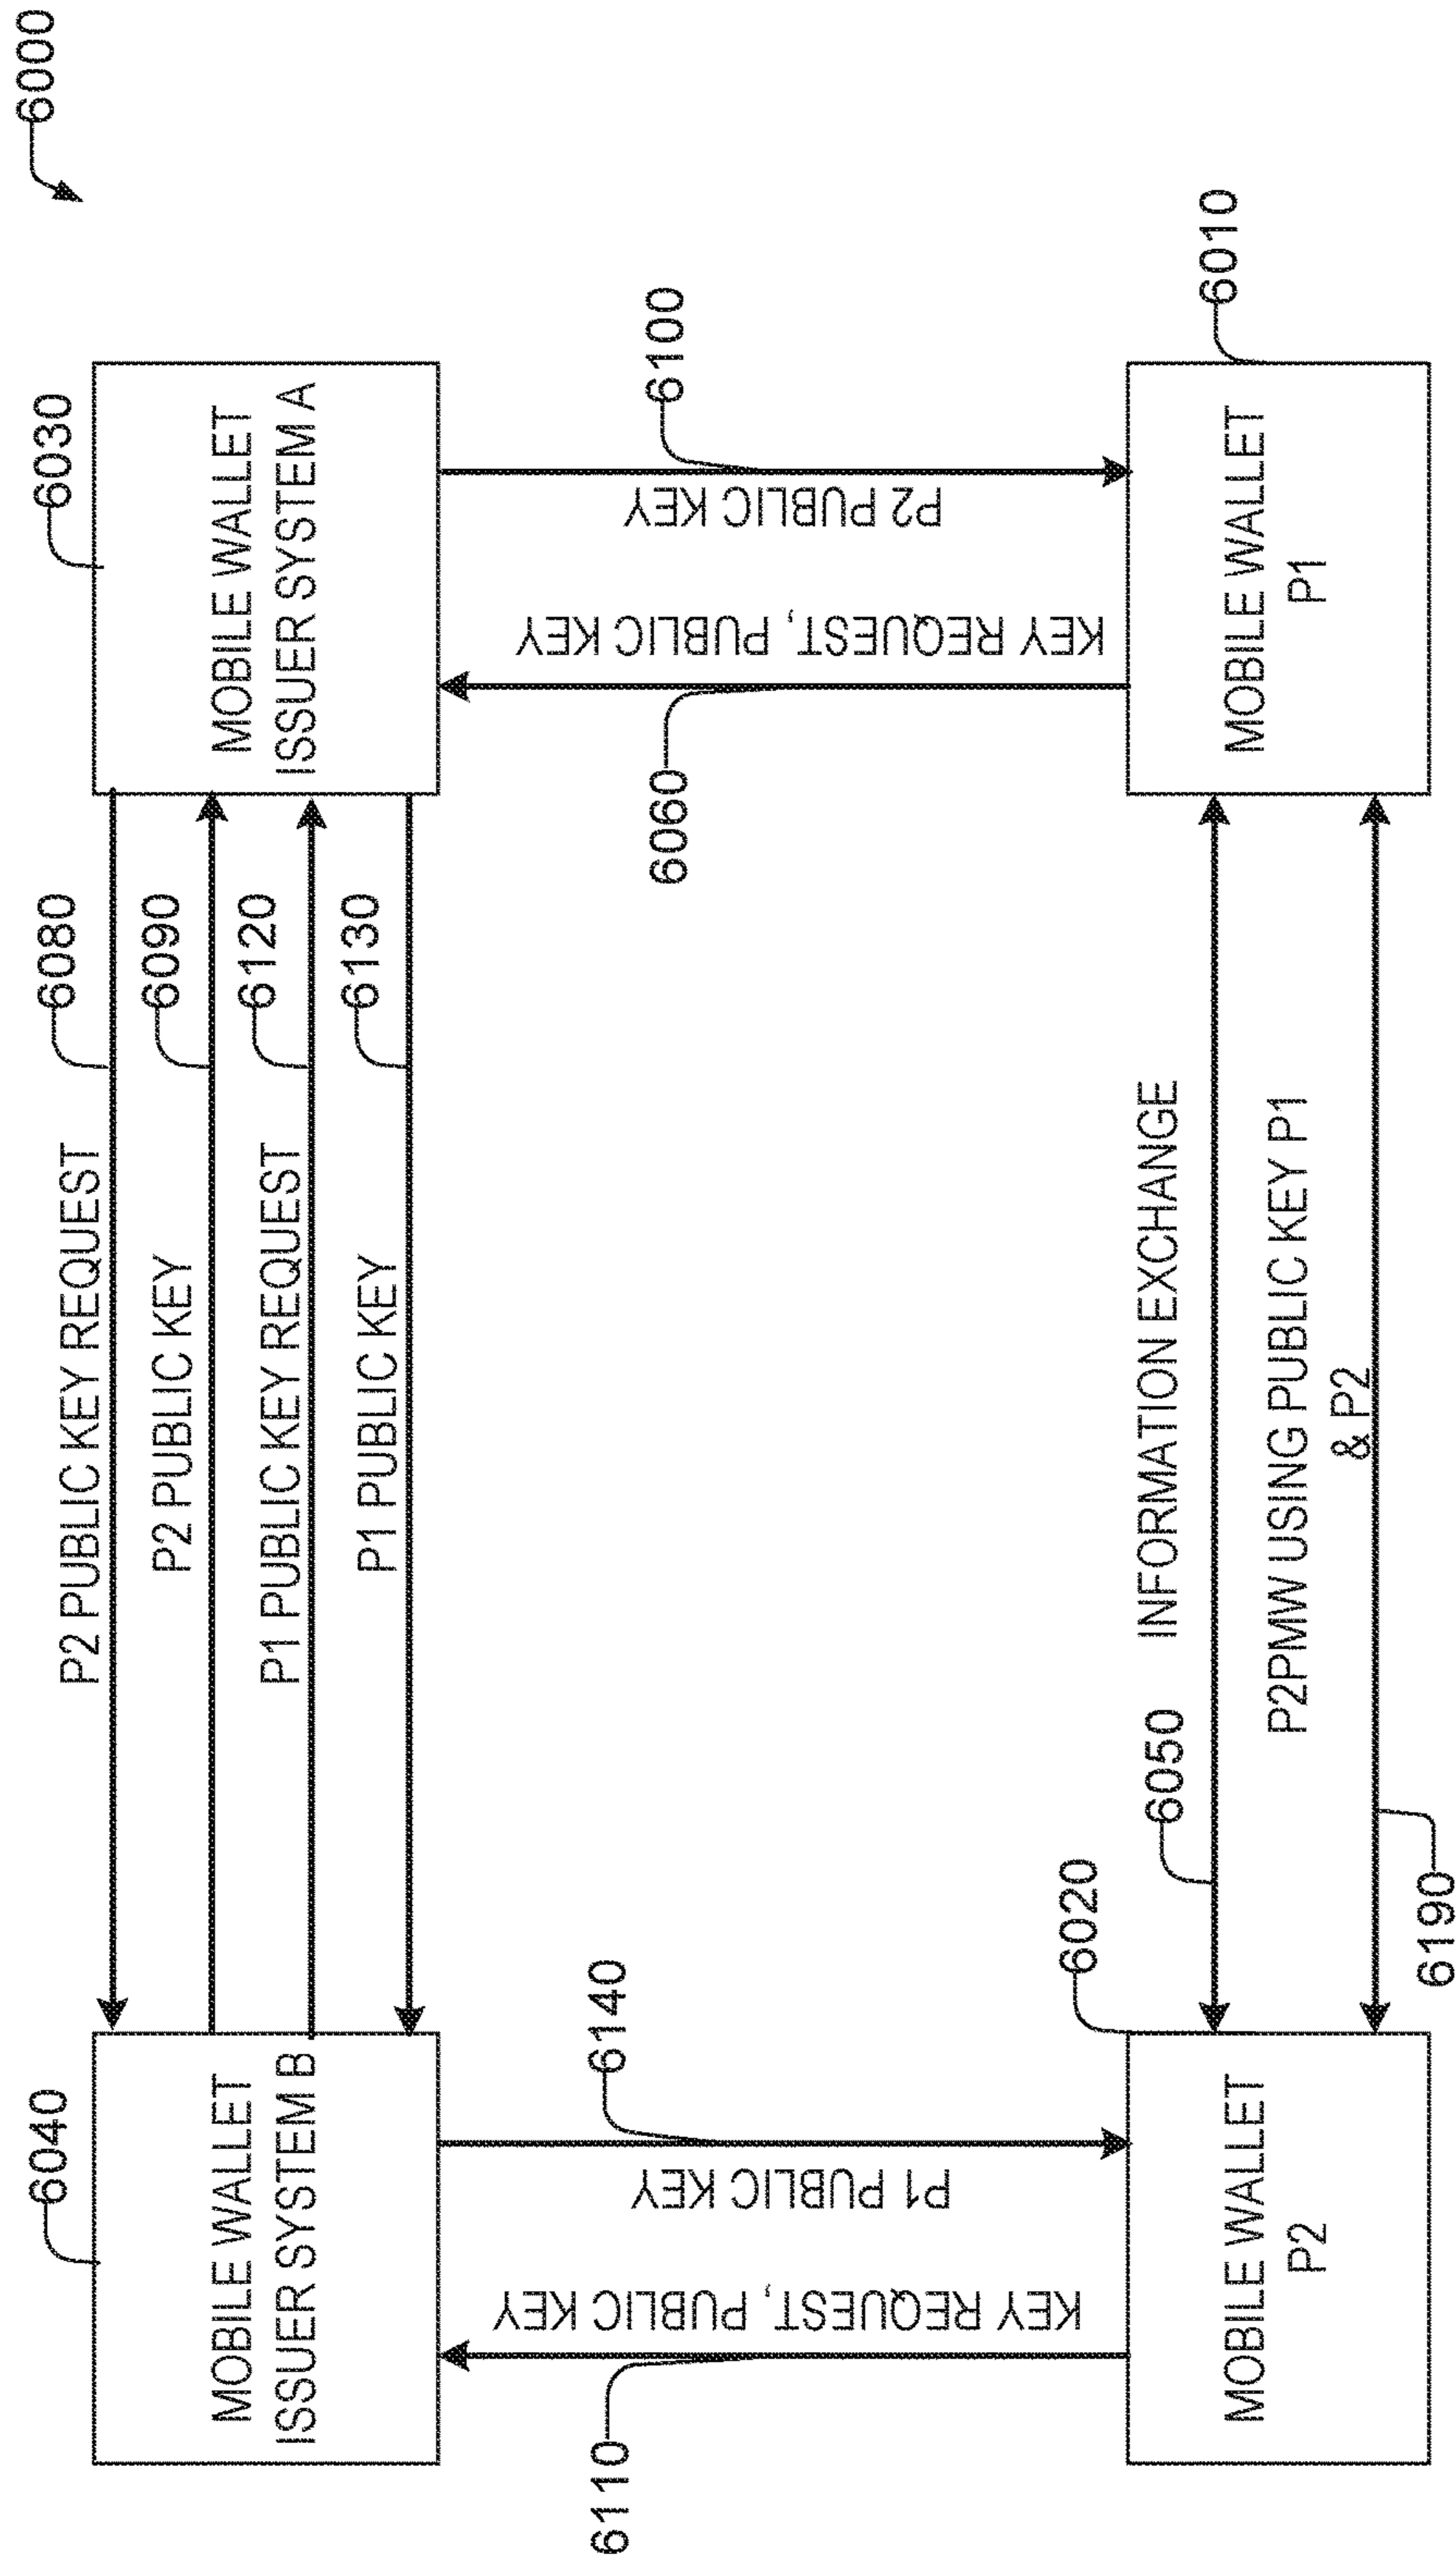 6000
6040
MOBILE WALLET
ISSUER SYSTEM B
P2 PUBLIC KEY REQUEST
6080
P2 PUBLIC KEY
6090
P1 PUBLIC KEY REQUEST
6120
P1 PUBLIC KEY
6130
6030
MOBILE WALLET
ISSUER SYSTEM A
6110
KEY REQUEST, PUBLIC KEY
P1 PUBLIC KEY
6140
6060
KEY REQUEST, PUBLIC KEY
P2 PUBLIC KEY
6100
6020
MOBILE WALLET
P2
6050
INFORMATION EXCHANGE
P2PMW USING PUBLIC KEY P1
& P2
6190
6010
MOBILE WALLET
P1